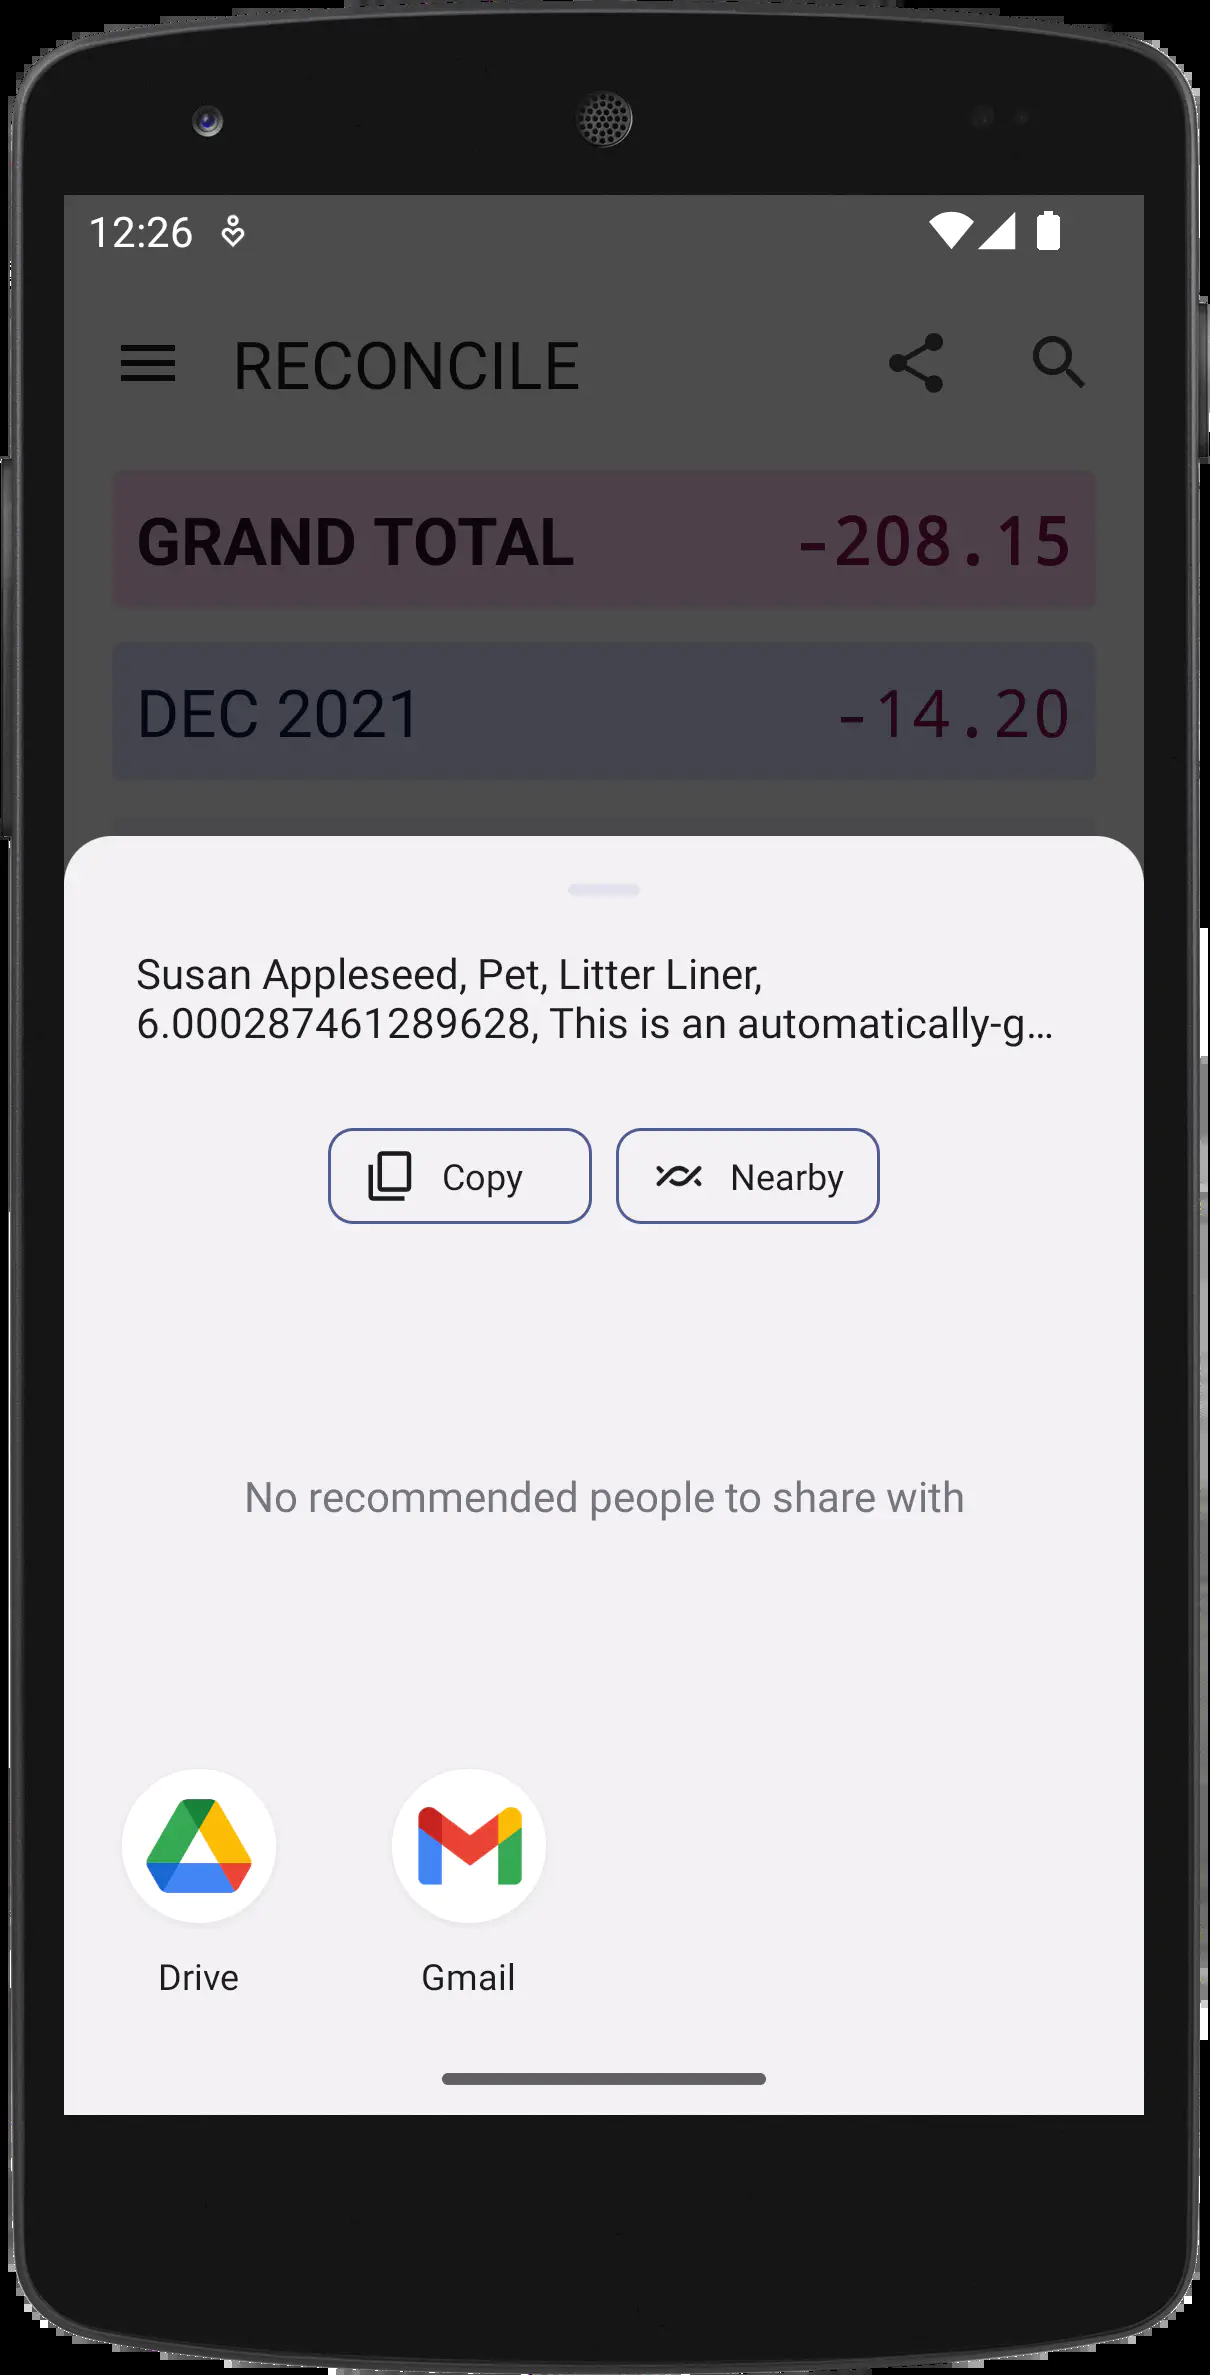 12:26
RECONCILE
GRAND TOTAL -208.15
DEC 2021 -14.20
Susan Appleseed, Pet, Litter Liner,
6.000287461289628, This is an automatically-g…
Copy Nearby
No recommended people to share with
Drive Gmail